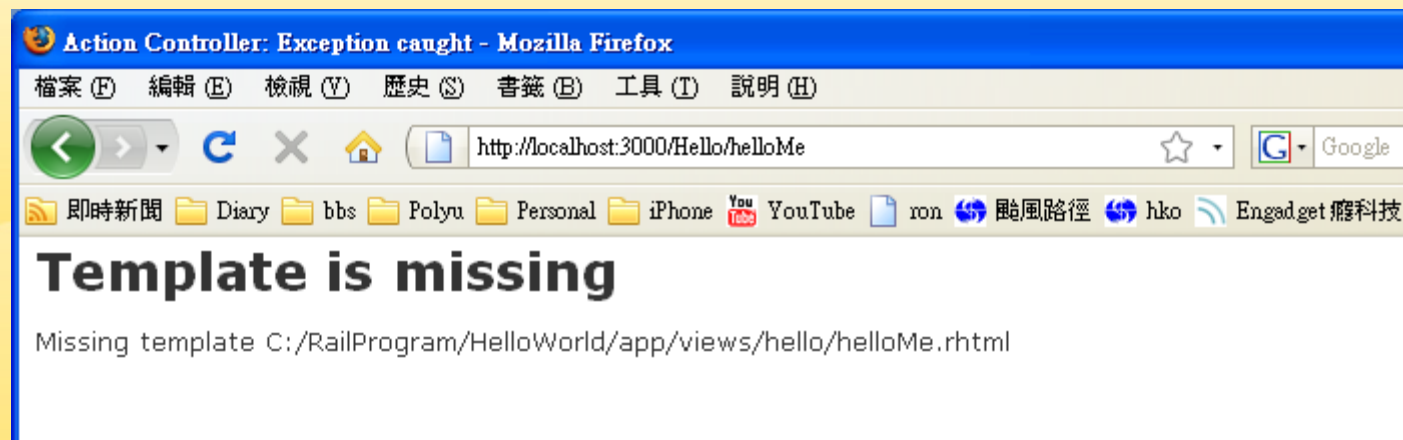 Action Controller: Exception caught - Mozilla Firefox
檔案 (F) 編輯 (E) 檢視 (V) 歷史 (S) 書籤 (B) 工具 (T) 說明 (H)
http://localhost:3000/Hello/helloMe G Google
即時新聞 Diary bbs Polyu Personal iPhone You Tube YouTube ron 颱風路徑 hko Engadget 癮科技
Template is missing
Missing template C:/RailProgram/HelloWorld/app/views/hello/helloMe.rhtml